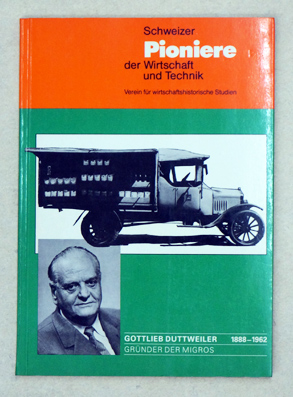 Schweizer
Pioniere
der Wirtschaft
und Technik
Verein für wirtschaftshistorische Studien
GOTTLIEB DUTTWEILER 1888–1962
GRÜNDER DER MIGROS